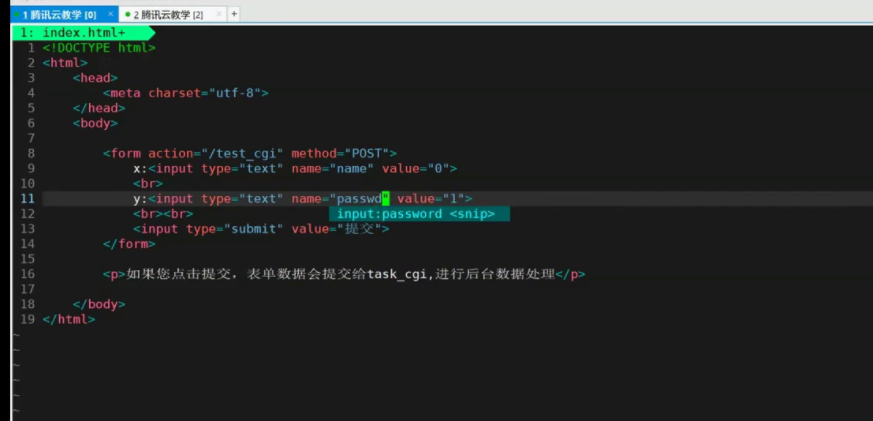 1 腾讯云教学 [0] × 2 腾讯云教学 [2] × +
1: index.html+
1 <!DOCTYPE html>
2 <html>
3     <head>
4         <meta charset="utf-8">
5     </head>
6     <body>
7
8         <form action="/test_cgi" method="POST">
9             x:<input type="text" name="name" value="0">
10             <br>
11             y:<input type="text" name="passwd" value="1">
12             <br><br> input:password <snip>
13             <input type="submit" value="提交">
14         </form>
15
16         <p>如果您点击提交，表单数据会提交给task_cgi,进行后台数据处理</p>
17
18     </body>
19 </html>
~
~
~
~
~
~